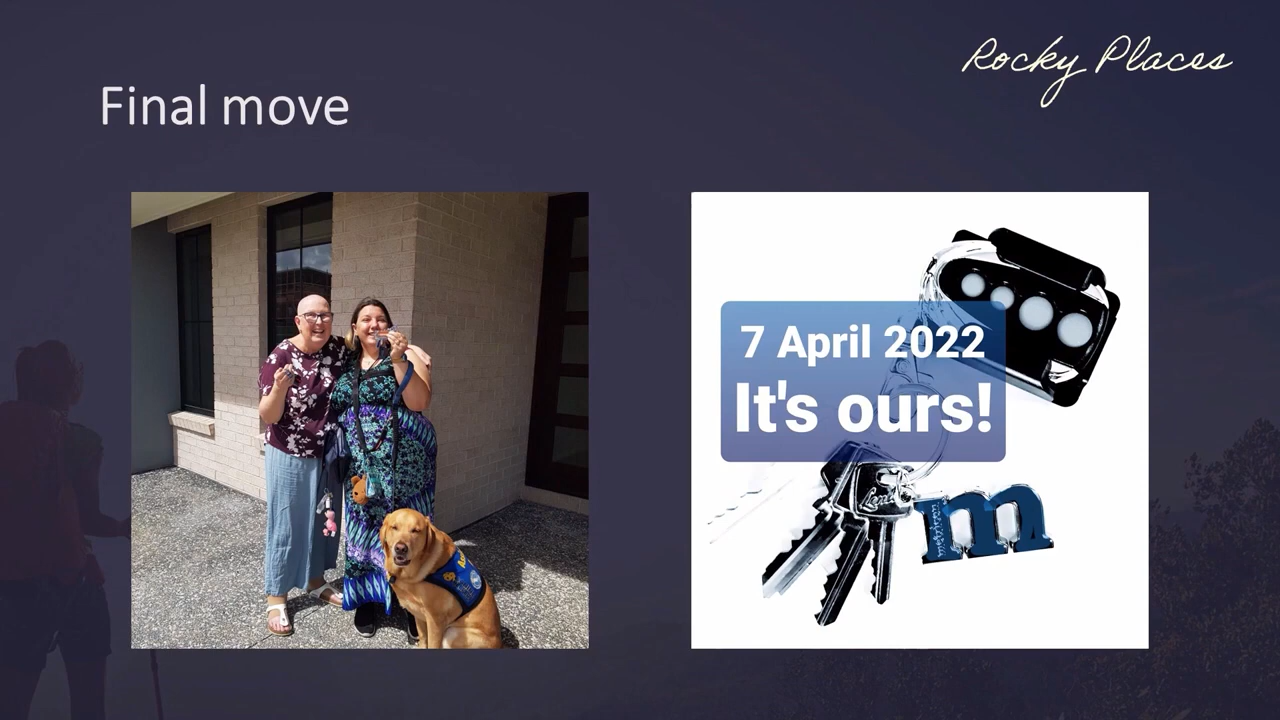 Rocky Places
Final move
7 April 2022
It's ours!
m